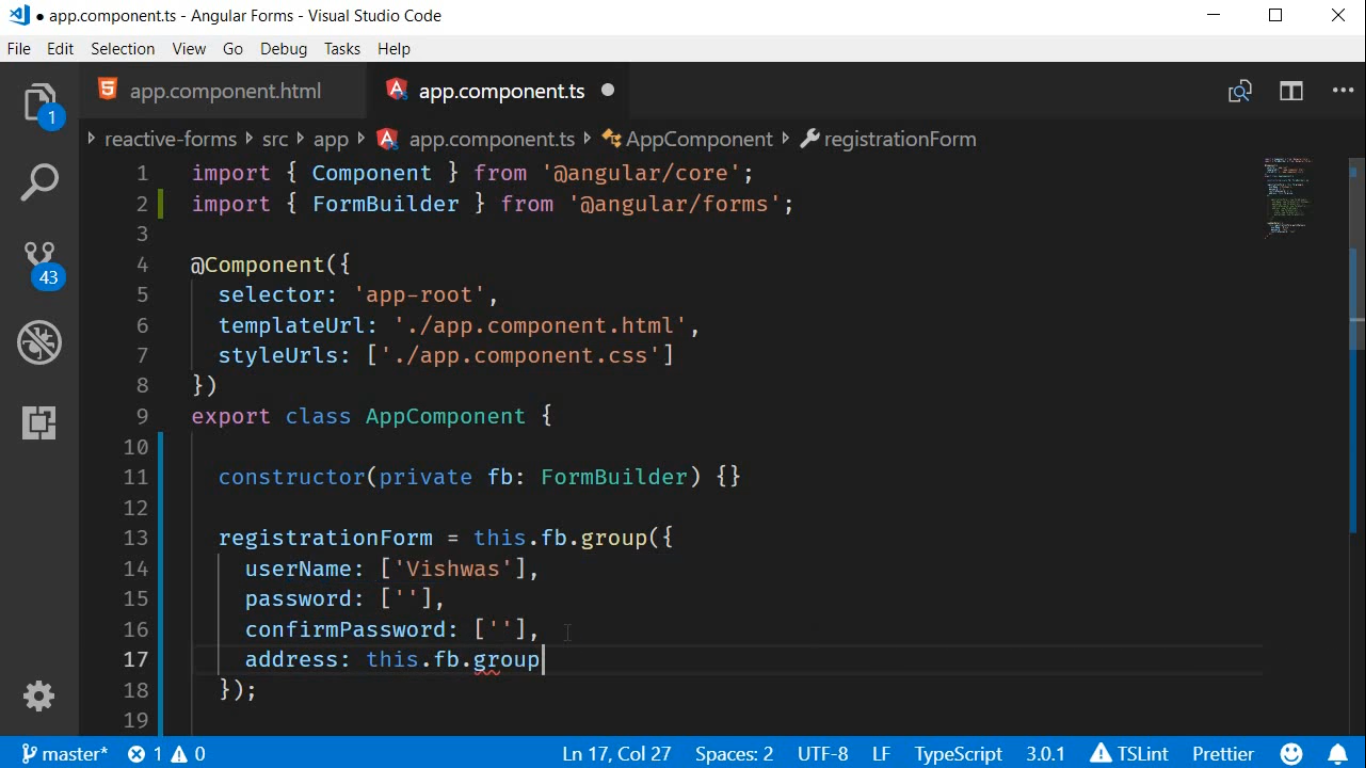 ● app.component.ts - Angular Forms - Visual Studio Code
File Edit Selection View Go Debug Tasks Help
app.component.html app.component.ts
reactive-forms src app app.component.ts AppComponent registrationForm
1 import { Component } from '@angular/core';
2 import { FormBuilder } from '@angular/forms';
3
4 @Component({
5 selector: 'app-root',
6 templateUrl: './app.component.html',
7 styleUrls: ['./app.component.css']
8 })
9 export class AppComponent {
10
11 constructor(private fb: FormBuilder) {}
12
13 registrationForm = this.fb.group({
14 userName: ['Vishwas'],
15 password: [''],
16 confirmPassword: [''],
17 address: this.fb.group
18 });
19
1
43
master* 1 0 Ln 17, Col 27 Spaces: 2 UTF-8 LF TypeScript 3.0.1 TSLint Prettier